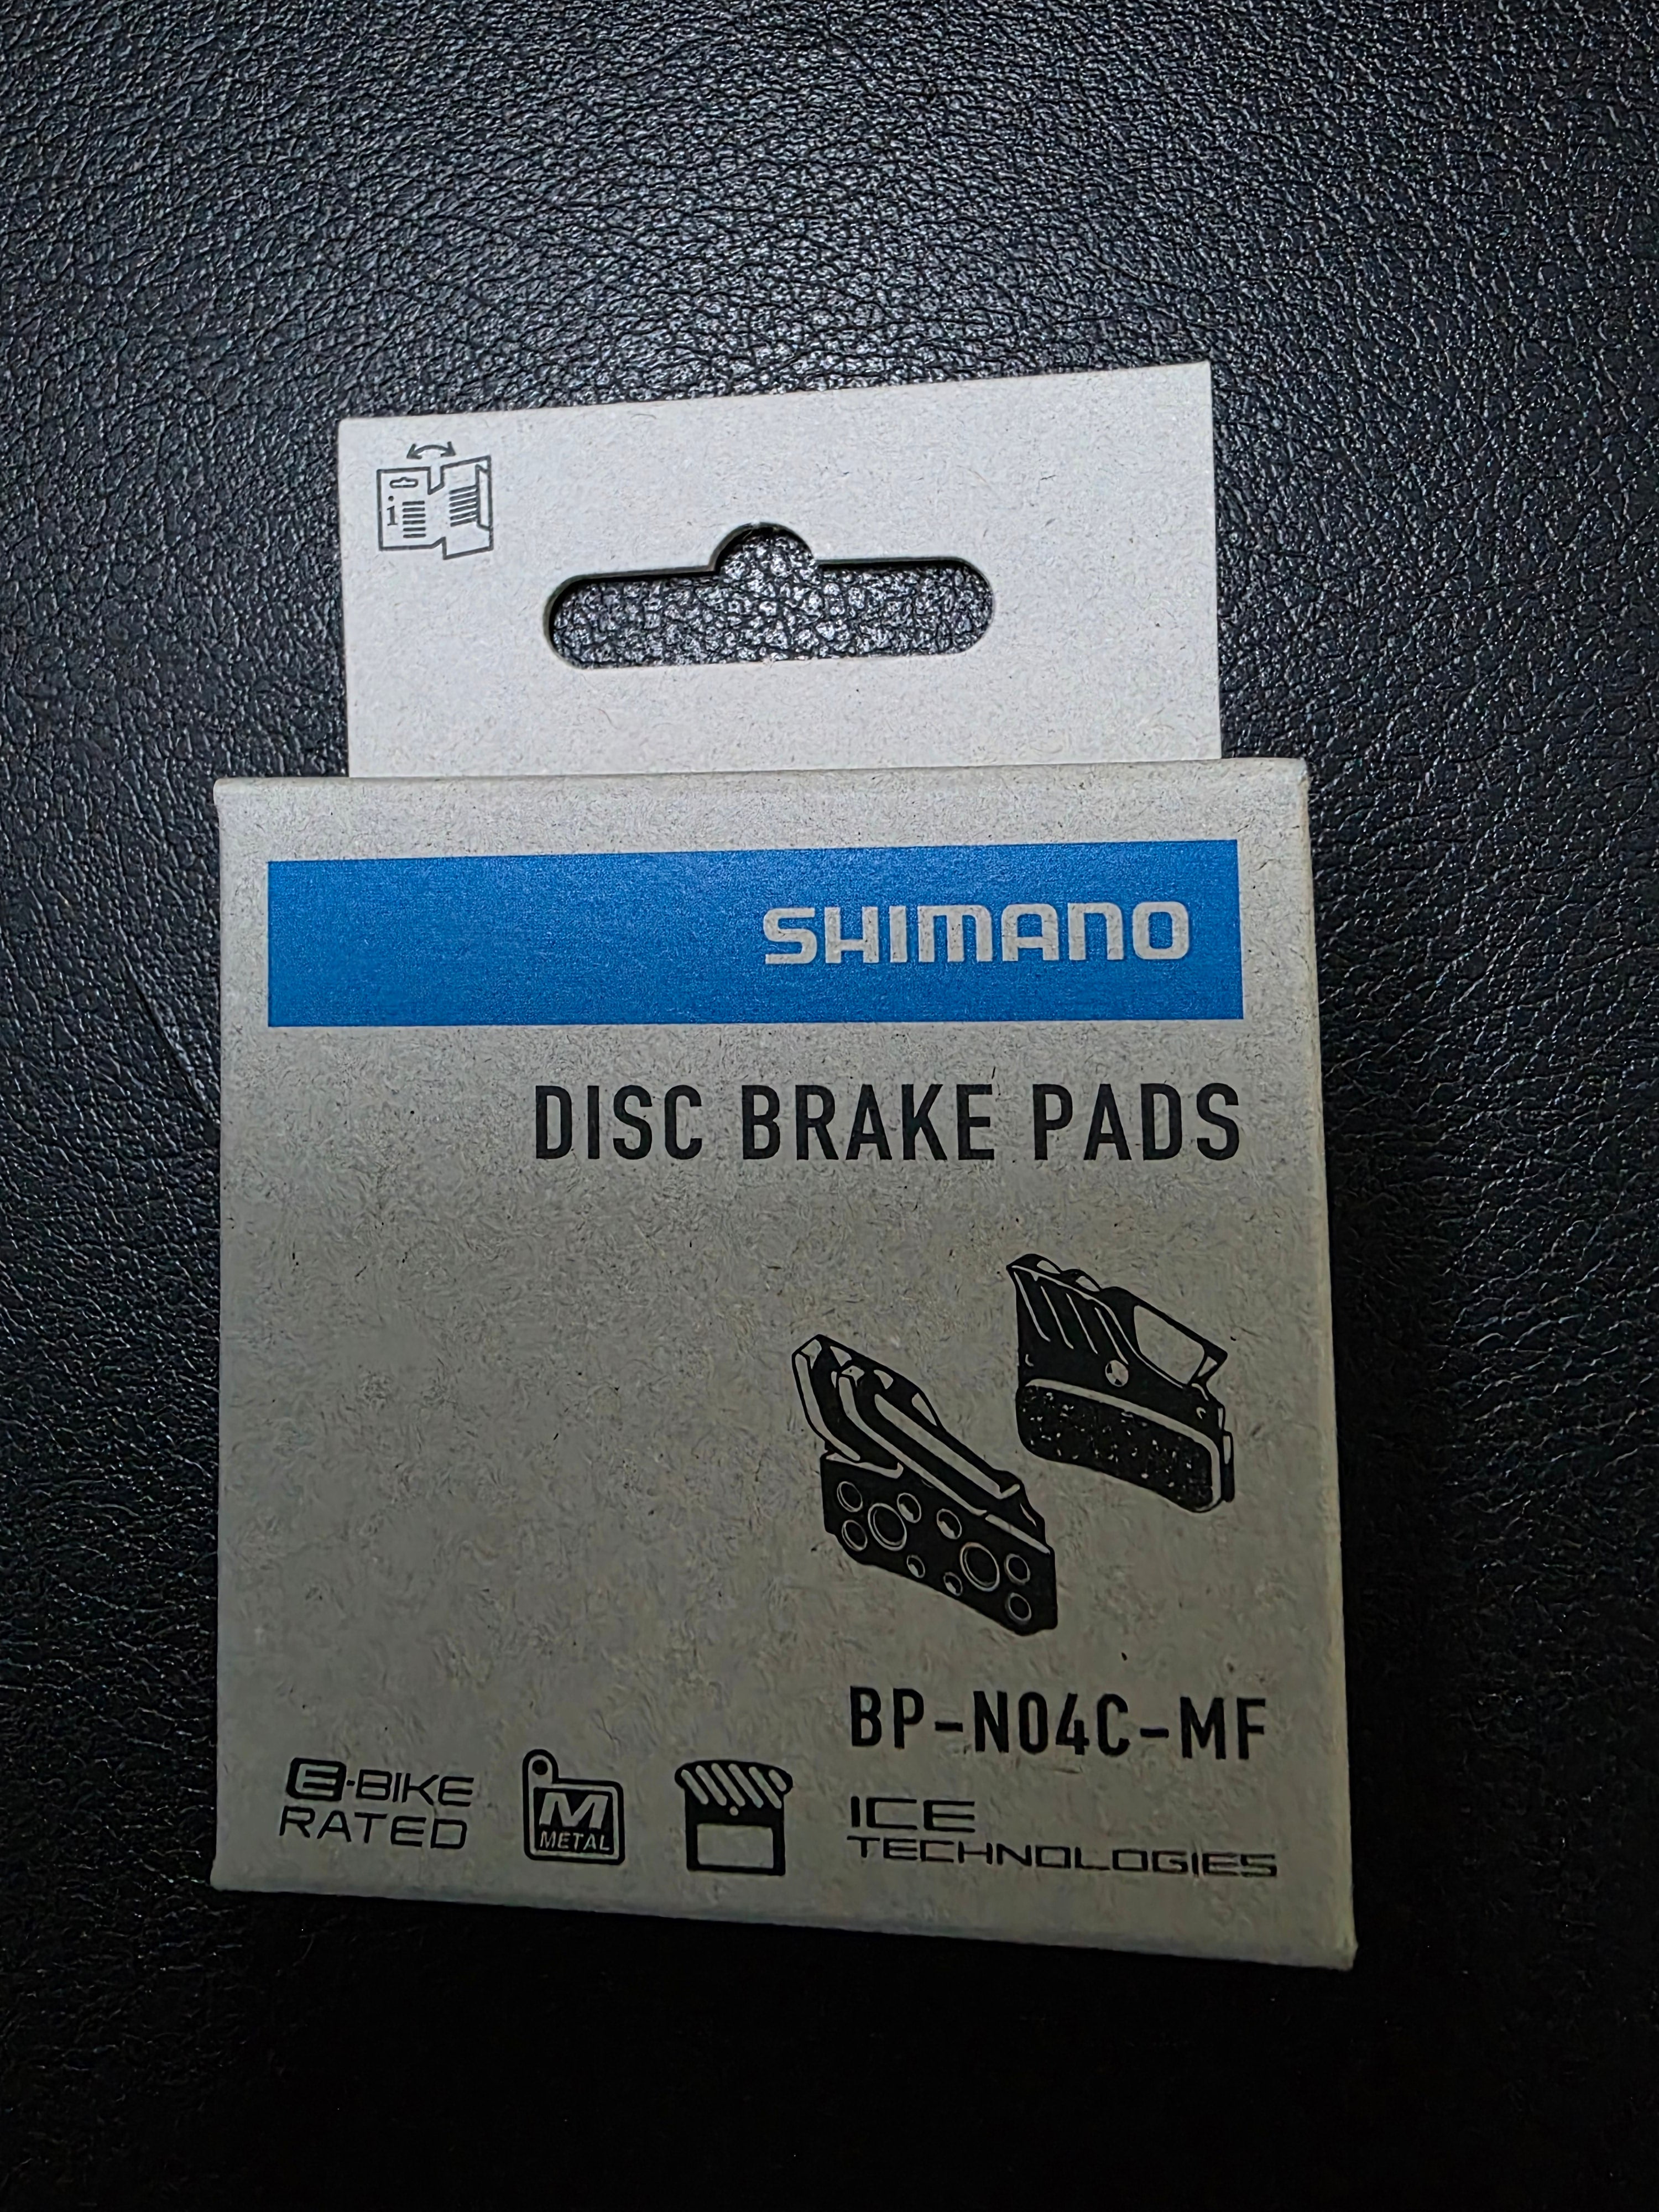 i
SHIMANO
DISC BRAKE PADS
BP-N04C-MF
E-BIKE
RATED
M
METAL
ICE
TECHNOLOGIES